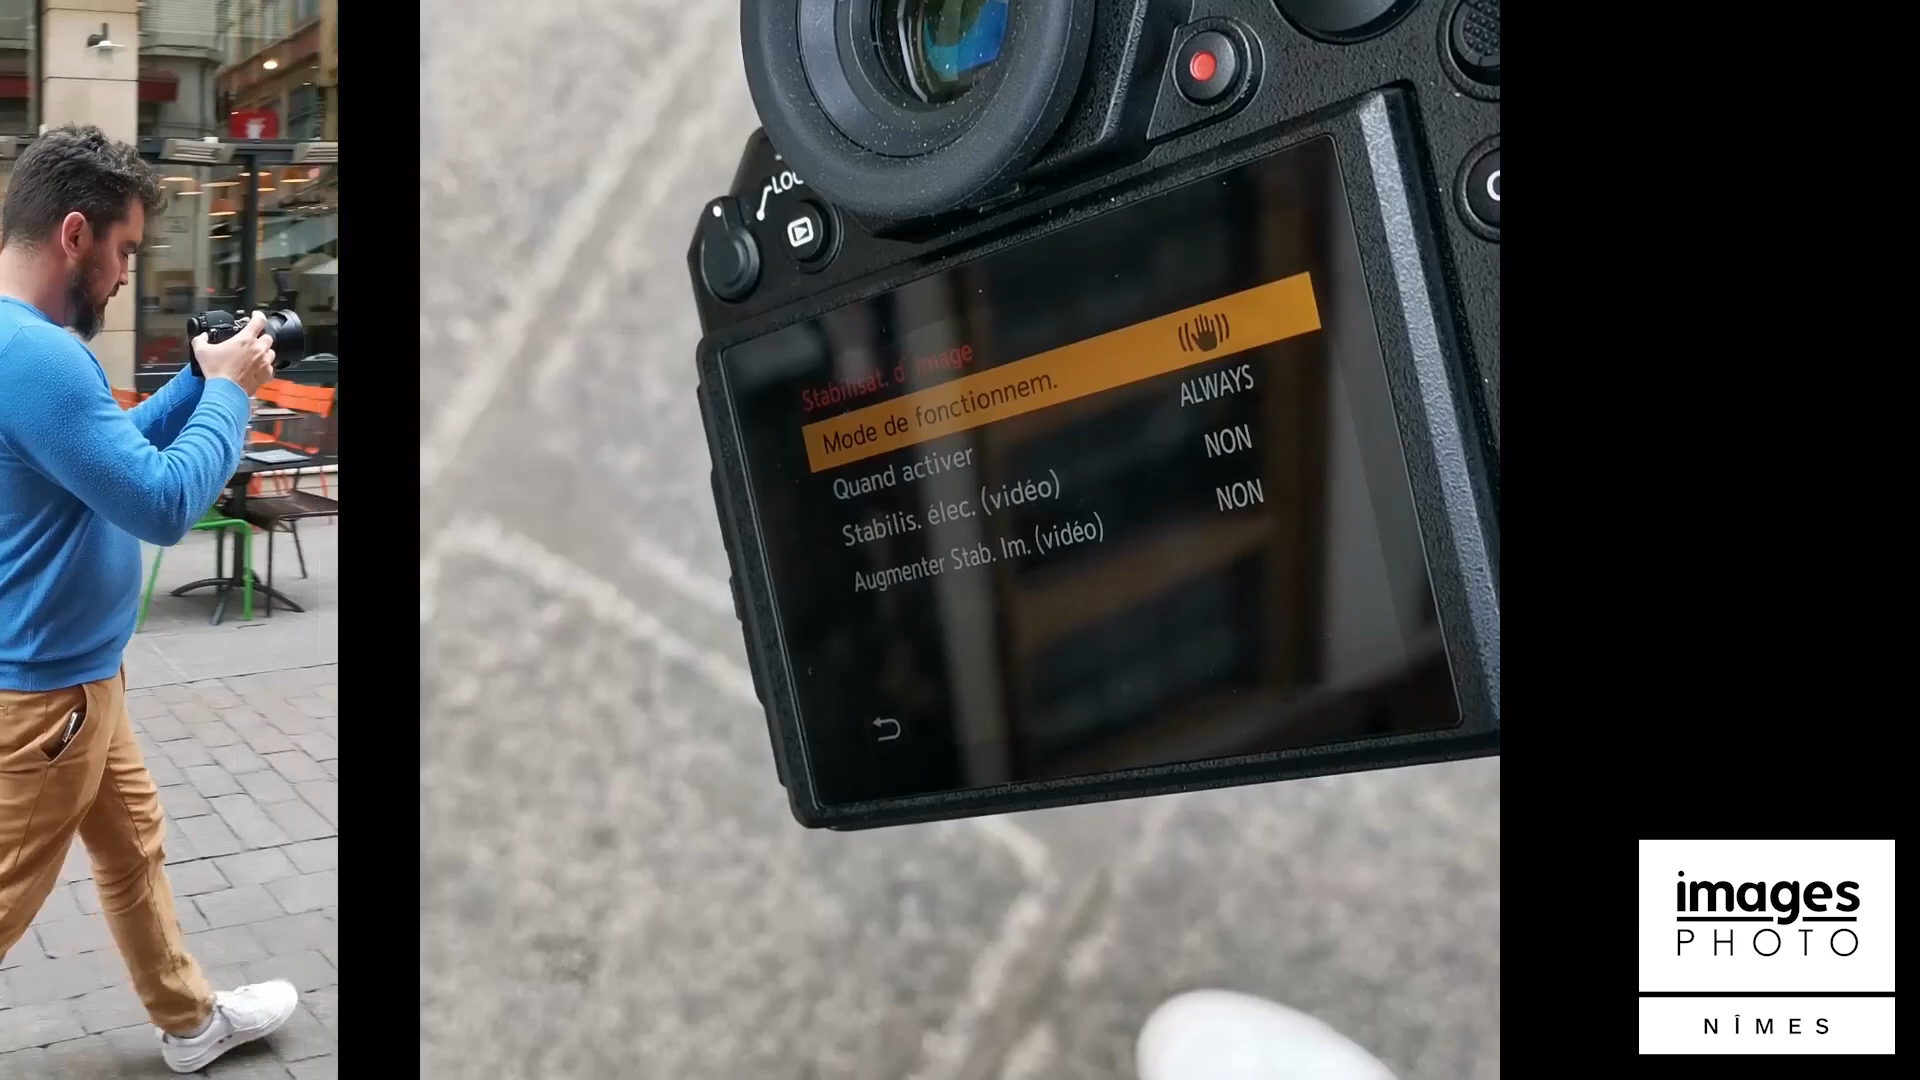 LOC
Stabilisat. d'image
Mode de fonctionnem.
Quand activer ALWAYS
Stabilis. élec. (vidéo) NON
Augmenter Stab. Im. (vidéo) NON
images
PHOTO
NÎMES